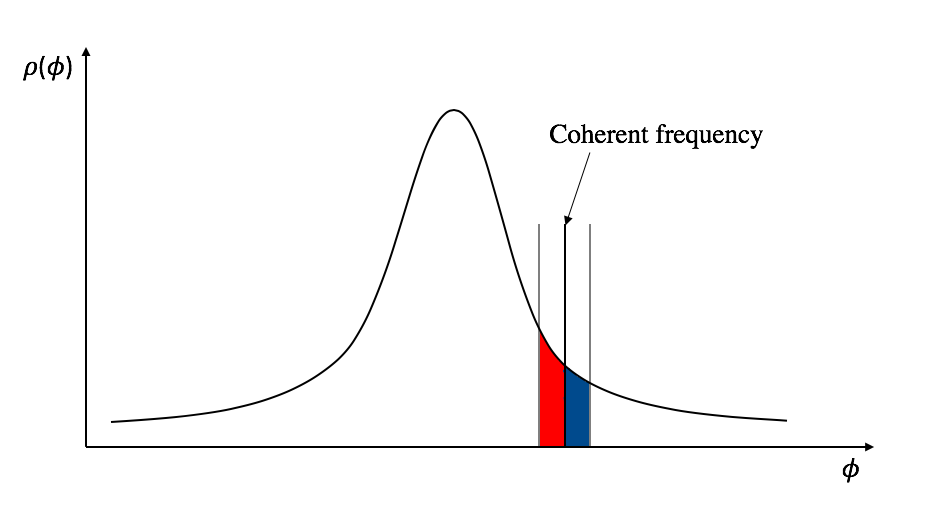 ρ(ϕ)
Coherent frequency
ϕ